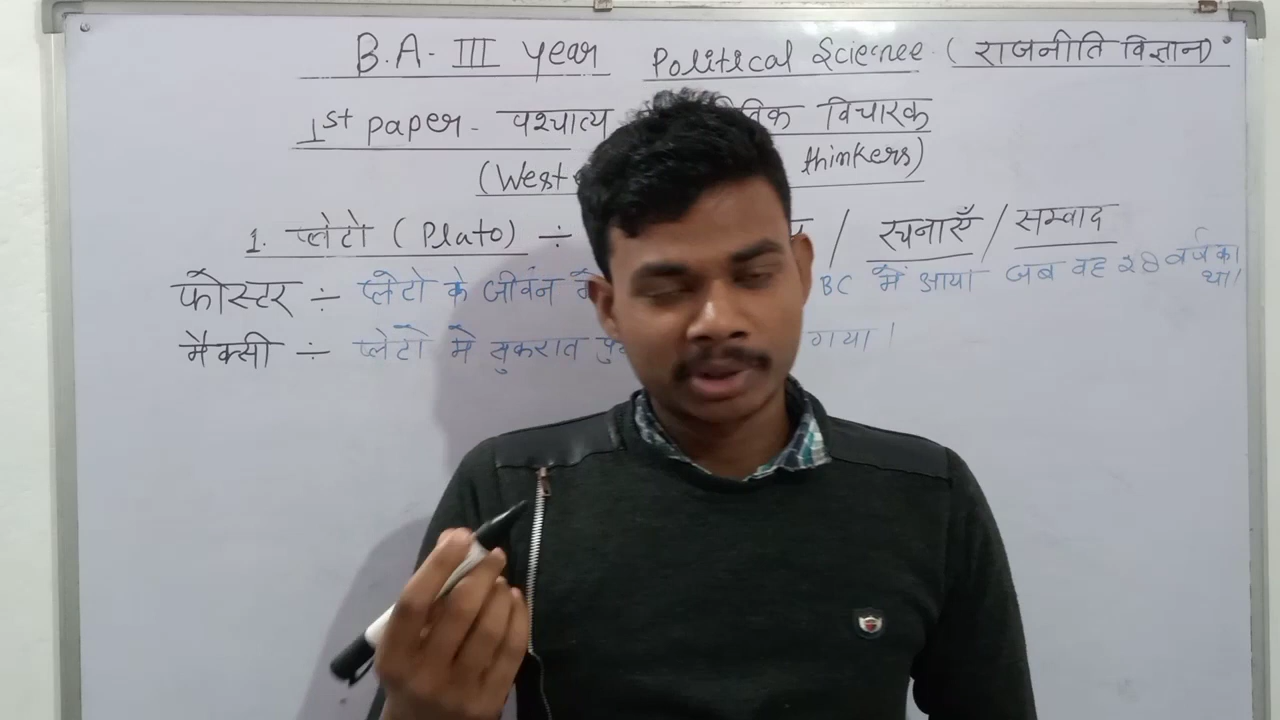 B.A- III year Political Science. (राजनीति विज्ञान)
1st paper - पश्चात्य विचारक
(West thinkers)
1. प्लेटो (Plato) ÷ / रचनाएँ / सम्वाद
फोस्टर ÷ प्लेटो के जीवन BC में आया जब वह 28 वर्ष का था।
मैक्सी ÷ प्लेटो मे सुकरात गया।